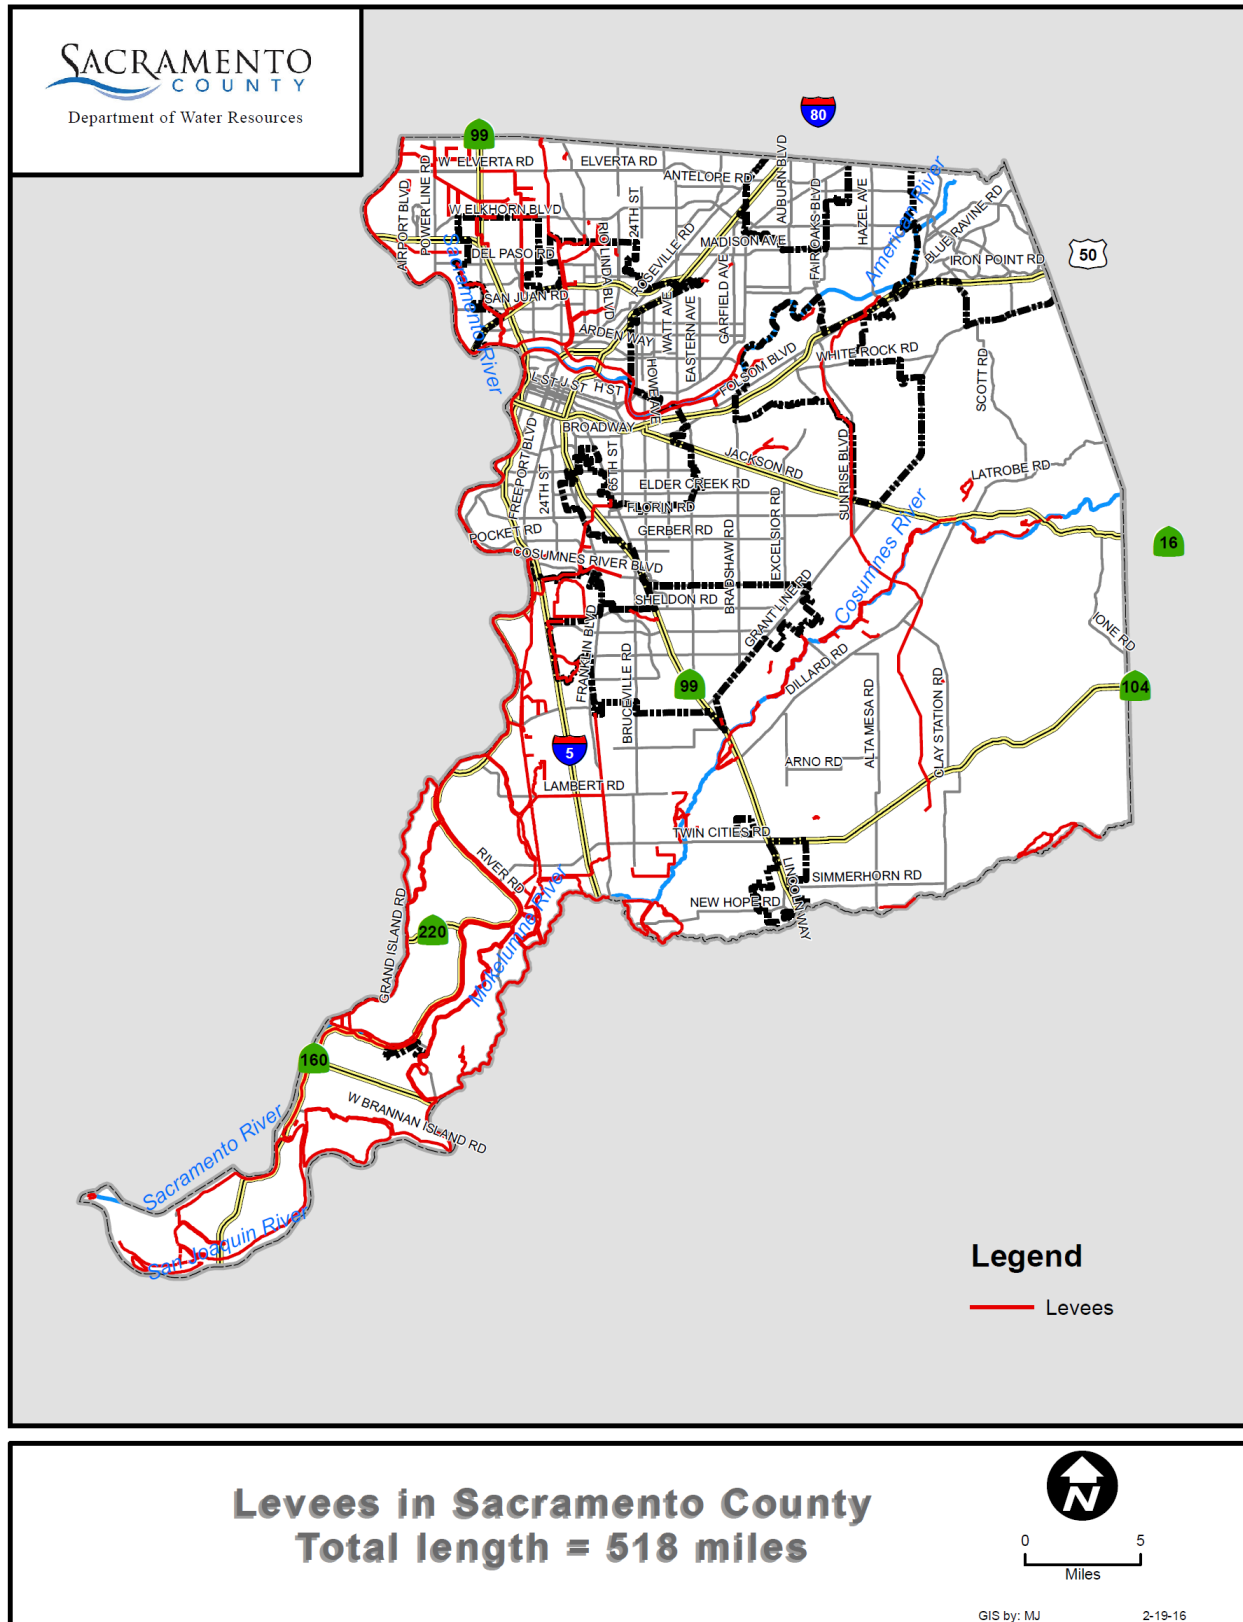 SACRAMENTO
COUNTY
Department of Water Resources
80
99
W ELVERTA RD
ELVERTA RD
ANTELOPE RD
AUBURN BLVD
AIRPORT BLVD
POWER LINE RD
W ELKHORN BLVD
24TH ST
FAIR OAKS BLVD
HAZEL AVE
American River
BLUE RAVINE RD
50
RIO LINDA BLVD
ROSEVILLE RD
MADISON AVE
IRON POINT RD
DEL PASO RD
Sacramento River
SAN JUAN RD
WATT AVE
GARFIELD AVE
EASTERN AVE
ARDEN WAY
WHITE ROCK RD
FOLSOM BLVD
SCOTT RD
L ST
J ST
H ST
HOWE AVE
BROADWAY
FREEPORT BLVD
24TH ST
65TH ST
JACKSON RD
SUNRISE BLVD
LATROBE RD
ELDER CREEK RD
EXCELSIOR RD
FLORIN RD
POCKET RD
GERBER RD
BRADSHAW RD
Cosumnes River
16
COSUMNES RIVER BLVD
SHELDON RD
GRANT LINE RD
IONE RD
FRANKLIN BLVD
BRUCEVILLE RD
99
DILLARD RD
ALTA MESA RD
CLAY STATION RD
104
5
ARNO RD
LAMBERT RD
TWIN CITIES RD
RIVER RD
LINCOLN WAY
SIMMERHORN RD
NEW HOPE RD
GRAND ISLAND RD
220
Mokelumne River
160
W BRANNAN ISLAND RD
Sacramento River
San Joaquin River
Legend
Levees
Levees in Sacramento County
Total length = 518 miles
N
0 5
Miles
GIS by: MJ 2-19-16